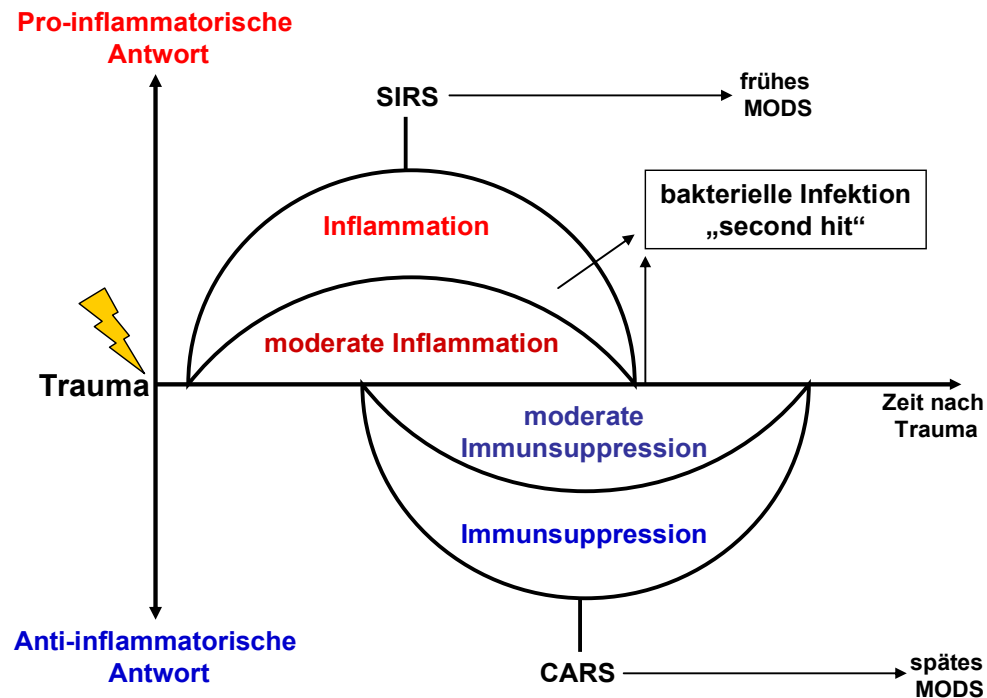 Pro-inflammatorische
Antwort
SIRS
frühes
MODS
bakterielle Infektion
„second hit“
Inflammation
moderate Inflammation
Trauma
Zeit nach
Trauma
moderate
Immunsuppression
Immunsuppression
Anti-inflammatorische
Antwort
CARS
spätes
MODS